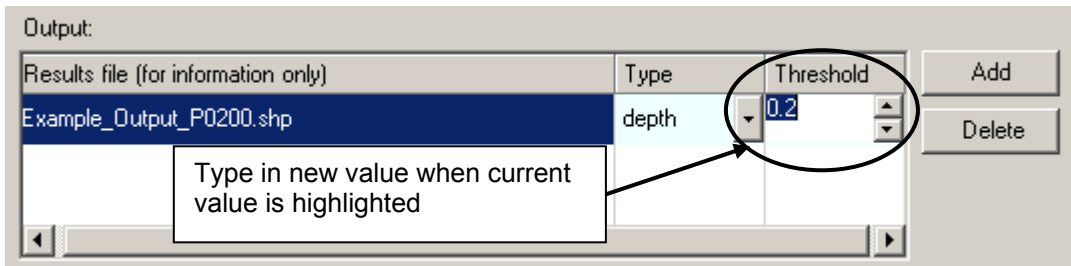 Output:
Results file (for information only) Type Threshold Add
Example_Output_P0200.shp depth 0.2 Delete
Type in new value when current
value is highlighted